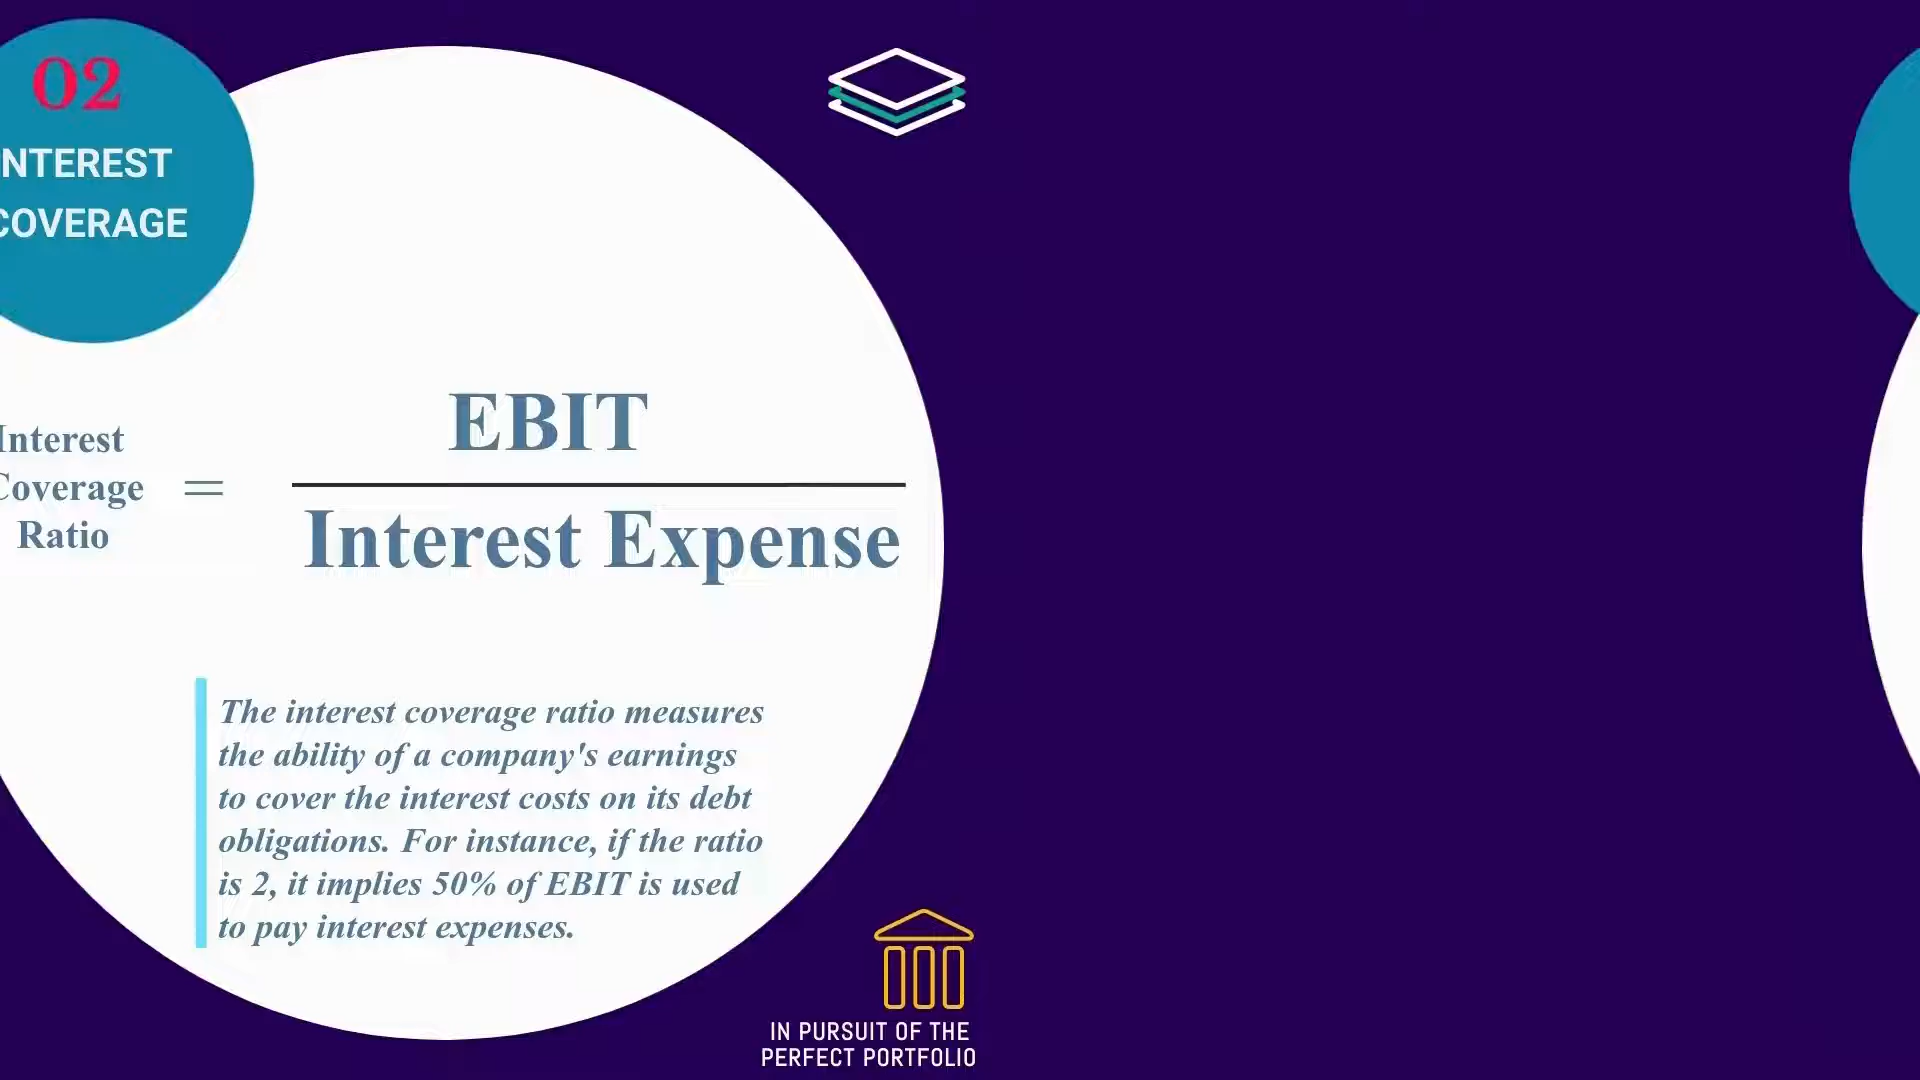 02
NTEREST
COVERAGE
Interest
Coverage
Ratio
=
EBIT
Interest Expense
The interest coverage ratio measures
the ability of a company's earnings
to cover the interest costs on its debt
obligations. For instance, if the ratio
is 2, it implies 50% of EBIT is used
to pay interest expenses.
IN PURSUIT OF THE
PERFECT PORTFOLIO